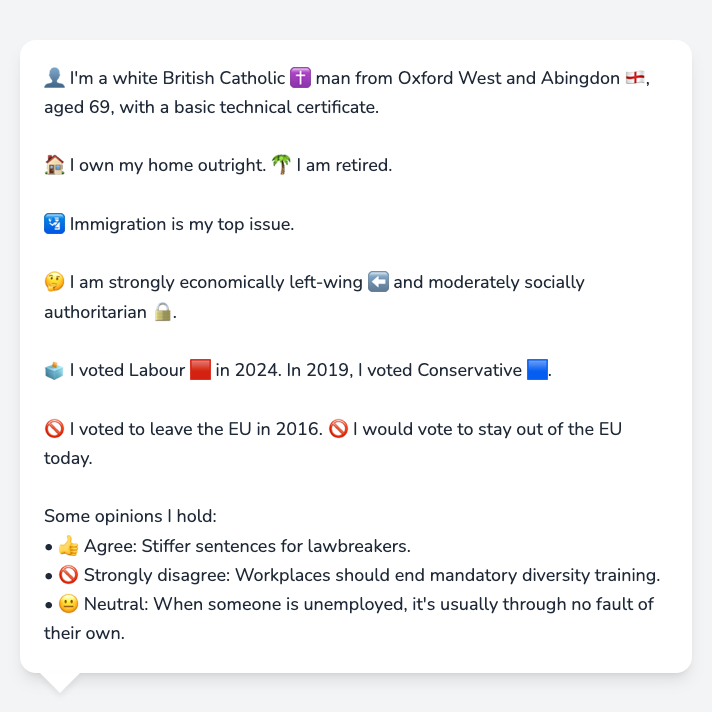 👤 I'm a white British Catholic ✝️ man from Oxford West and Abingdon 🏴󠁧󠁢󠁥󠁮󠁧󠁿,
aged 69, with a basic technical certificate.
🏠 I own my home outright. 🌴 I am retired.
🛂 Immigration is my top issue.
🤔 I am strongly economically left-wing ⬅️ and moderately socially
authoritarian 🔒.
🗳️ I voted Labour 🟥 in 2024. In 2019, I voted Conservative 🟦.
🚫 I voted to leave the EU in 2016. 🚫 I would vote to stay out of the EU
today.
Some opinions I hold:
• 👍 Agree: Stiffer sentences for lawbreakers.
• 🚫 Strongly disagree: Workplaces should end mandatory diversity training.
• 😐 Neutral: When someone is unemployed, it's usually through no fault of
their own.